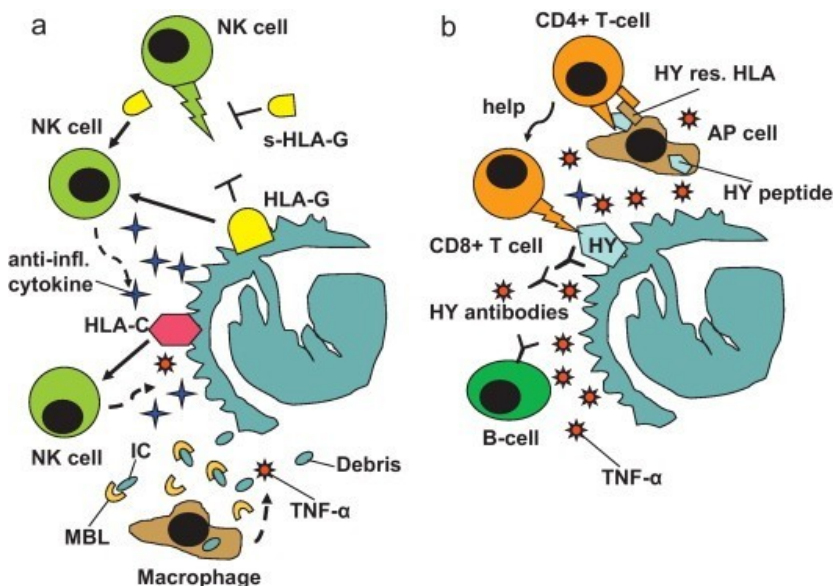 a
NK cell
NK cell
s-HLA-G
HLA-G
anti-infl.
cytokine
HLA-C
NK cell
IC
Debris
MBL
TNF-α
Macrophage
b
CD4+ T-cell
HY res. HLA
help
AP cell
HY peptide
CD8+ T cell
HY
HY antibodies
B-cell
TNF-α